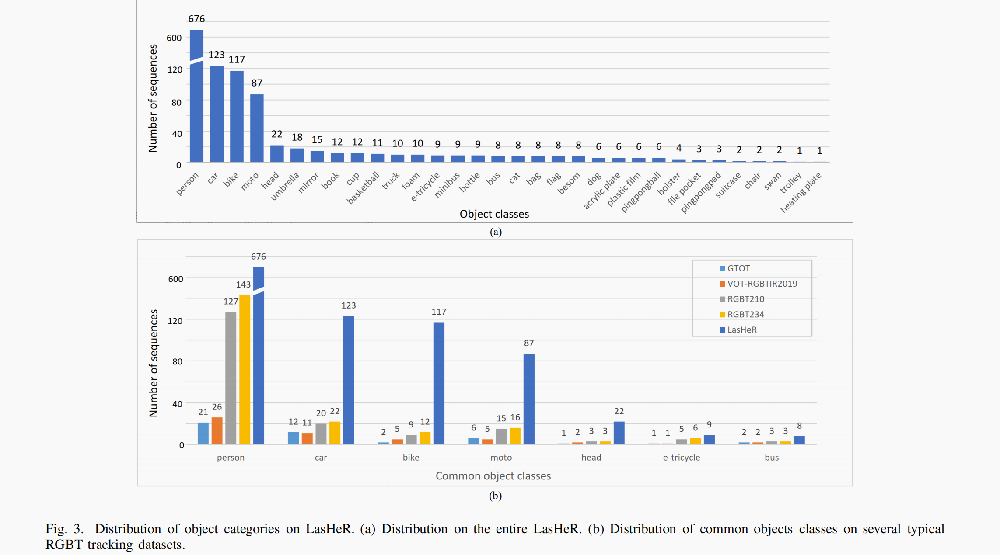 676
600
123
117
120
87
80
40
22
18
15
12
12
11
10
10
9
9
9
8
8
8
8
8
6
6
6
6
4
3
3
2
2
2
1
1
0
Number of sequences
person
car
bike
moto
head
umbrella
mirror
book
cup
basketball
truck
foam
e-tricycle
minibus
bottle
bus
cat
bag
flag
besom
dog
acrylic plate
plastic film
pingpongball
bolster
file pocket
pingpongpad
suitcase
chair
swan
trolley
heating plate
Object classes
(a)
Number of sequences
600
120
80
40
0
21
26
127
143
676
12
11
20
22
123
2
5
9
12
117
6
5
15
16
87
1
2
3
3
22
1
1
5
6
9
2
2
3
3
8
GTOT
VOT-RGBTIR2019
RGBT210
RGBT234
LasHeR
person
car
bike
moto
head
e-tricycle
bus
Common object classes
(b)
Fig. 3. Distribution of object categories on LasHeR. (a) Distribution on the entire LasHeR. (b) Distribution of common objects classes on several typical
RGBT tracking datasets.